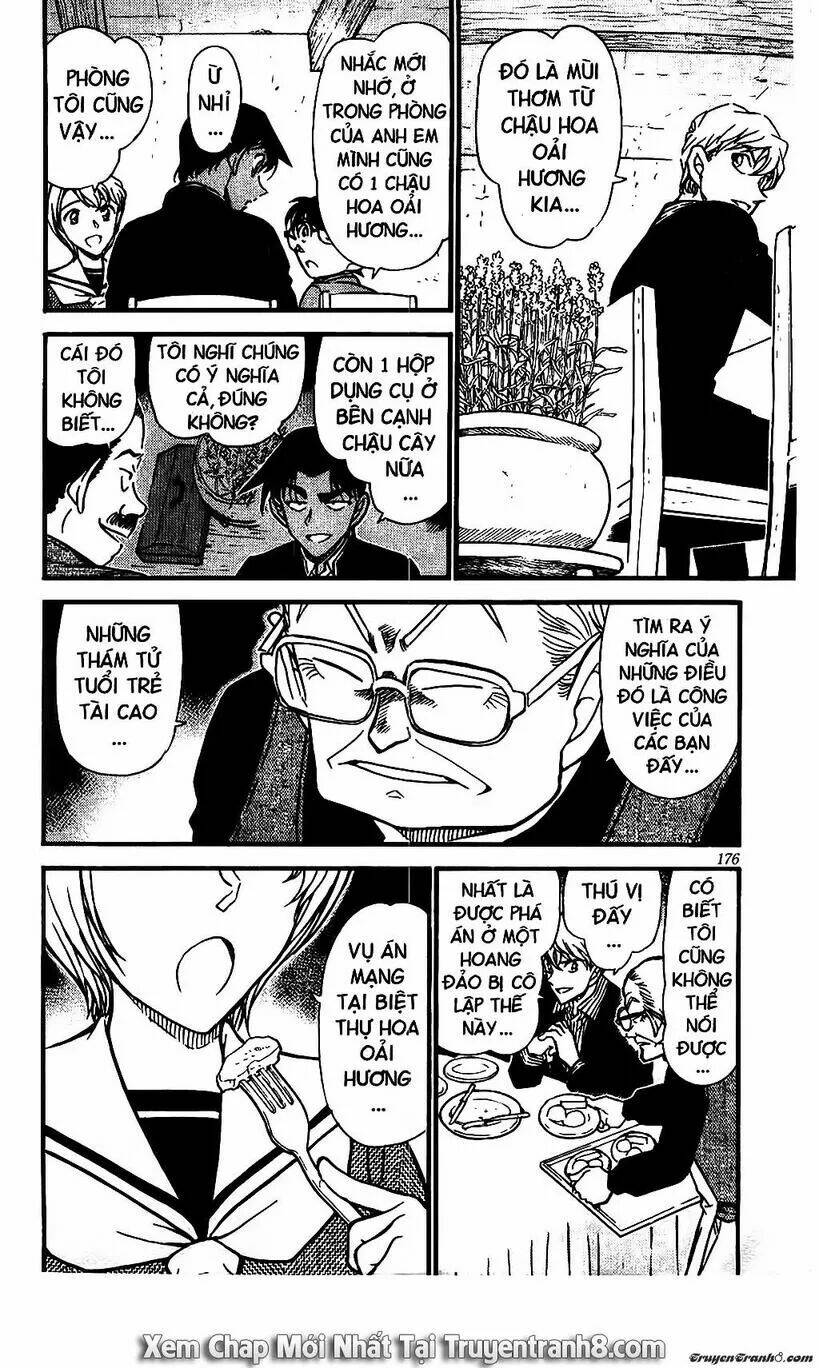 ĐÓ LÀ MÙI
THƠM TỪ
CHẬU HOA
OẢI
HƯƠNG
KIA...
NHẮC MỚI
NHỚ, Ở
TRONG PHÒNG
CỦA ANH EM
MÌNH CŨNG
CÓ 1 CHẬU
HOA OẢI
HƯƠNG...
Ừ
NHỈ
...
PHÒNG
TÔI CŨNG
VẬY...
CÒN 1 HỘP
DỤNG CỤ Ở
BÊN CẠNH
CHẬU CÂY
NỮA
...
TÔI NGHĨ CHÚNG
CÓ Ý NGHĨA
CẢ, ĐÚNG
KHÔNG?
CÁI ĐÓ
TÔI
KHÔNG
BIẾT...
TÌM RA Ý
NGHĨA CỦA
NHỮNG ĐIỀU
ĐÓ LÀ CÔNG
VIỆC CỦA
CÁC BẠN
ĐẤY...
NHỮNG
THÁM TỬ
TUỔI TRẺ
TÀI CAO
...
176
CÓ
BIẾT
TÔI
CŨNG
KHÔNG
THỂ
NÓI
ĐƯỢC
...
THÚ VỊ
ĐẤY
...
NHẤT LÀ
ĐƯỢC PHÁ
ÁN Ở MỘT
HOANG
ĐẢO BỊ CÔ
LẬP THẾ
NÀY...
VỤ ÁN
MẠNG
TẠI BIỆT
THỰ HOA
OẢI
HƯƠNG
...
Xem Chap Mới Nhất Tại Truyentranh8.com
TruyenTranh8.com